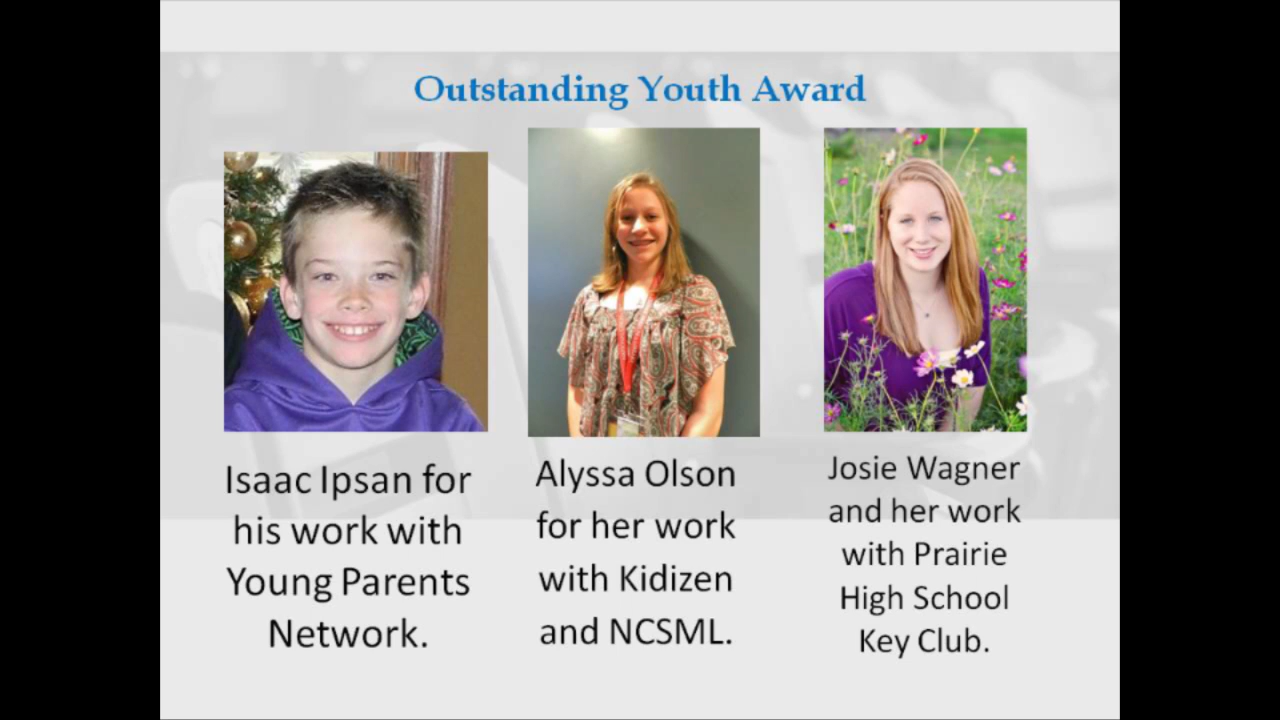 Outstanding Youth Award
Isaac Ipsan for
his work with
Young Parents
Network.
Alyssa Olson
for her work
with Kidizen
and NCSML.
Josie Wagner
and her work
with Prairie
High School
Key Club.